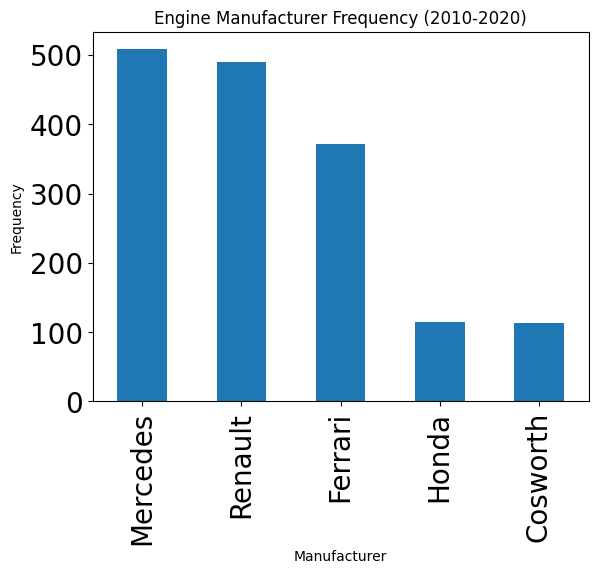 Engine Manufacturer Frequency (2010-2020)
Frequency
500
400
300
200
100
0
Mercedes
Renault
Ferrari
Honda
Cosworth
Manufacturer